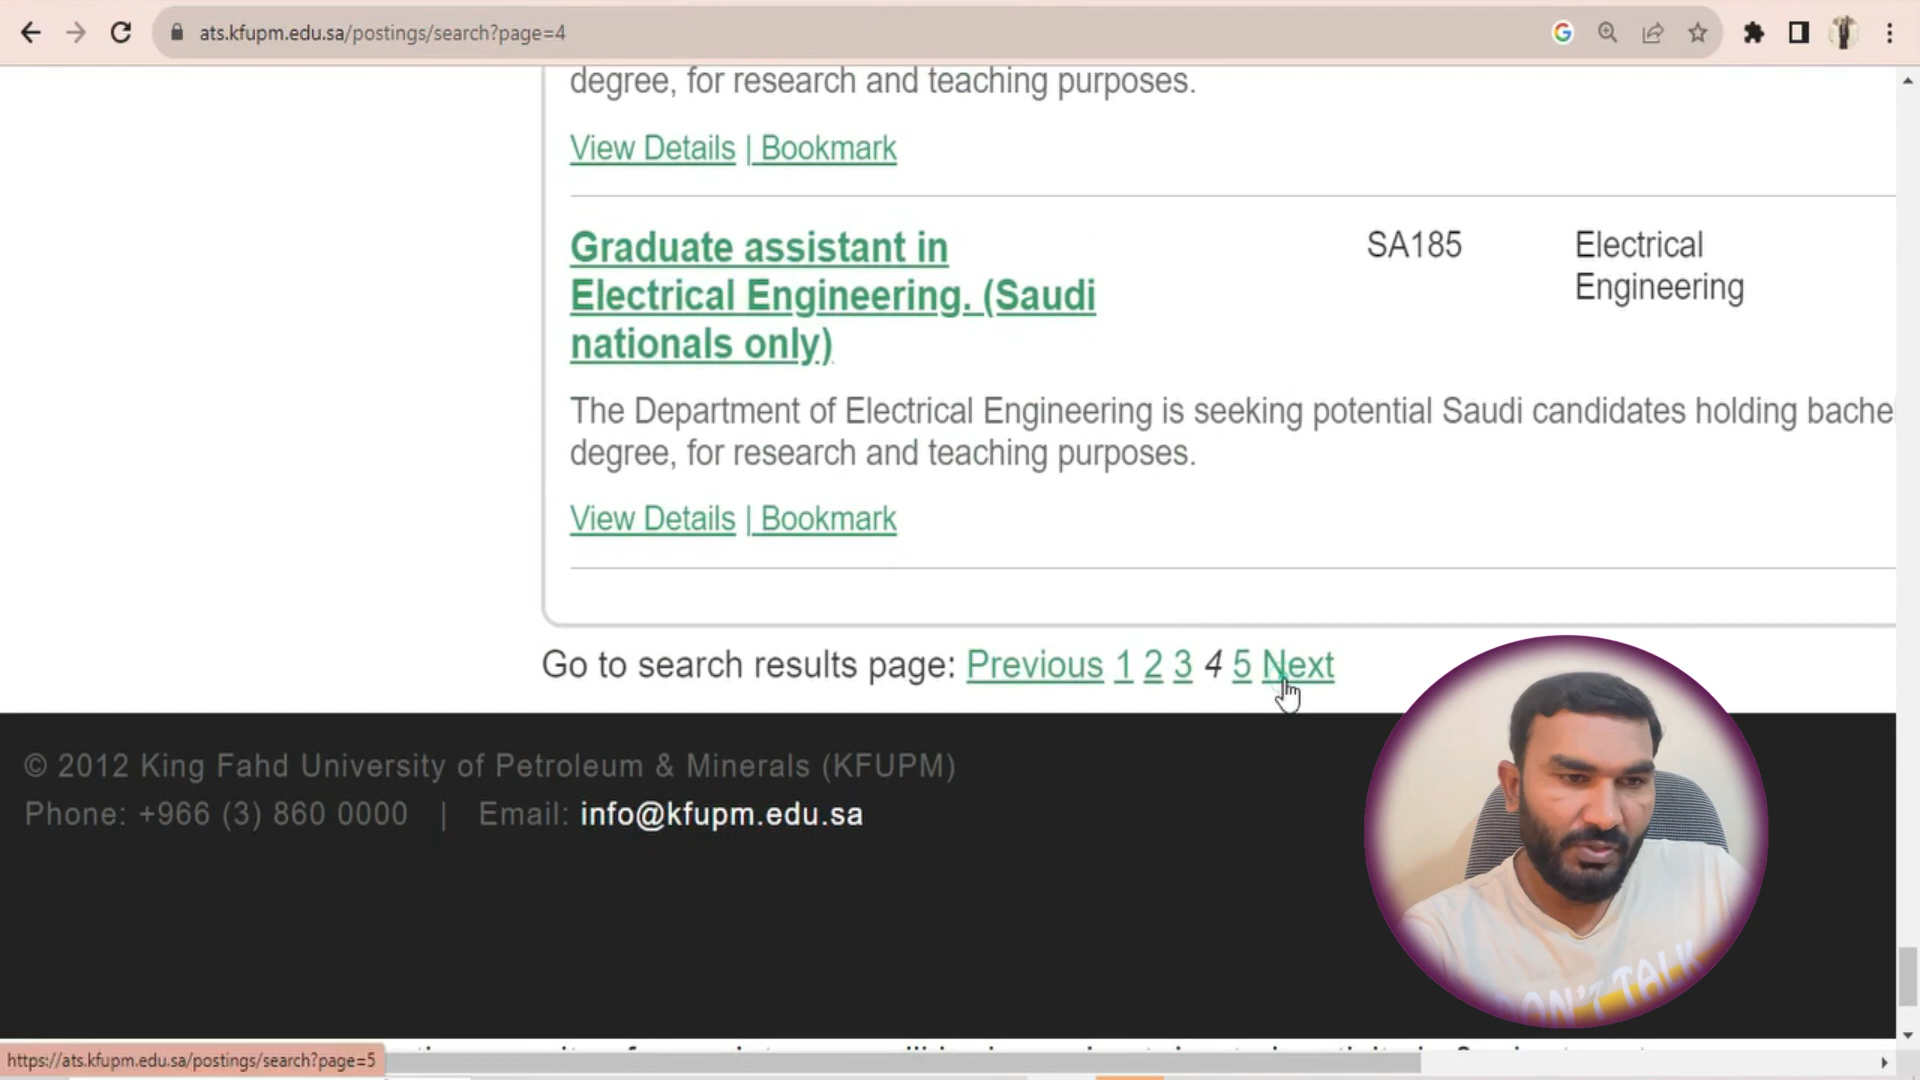 ats.kfupm.edu.sa/postings/search?page=4
degree, for research and teaching purposes.
View Details | Bookmark
Graduate assistant in
Electrical Engineering. (Saudi
nationals only)
SA185
Electrical
Engineering
The Department of Electrical Engineering is seeking potential Saudi candidates holding bache
degree, for research and teaching purposes.
View Details | Bookmark
Go to search results page: Previous 1 2 3 4 5 Next
© 2012 King Fahd University of Petroleum & Minerals (KFUPM)
Phone: +966 (3) 860 0000 | Email: info@kfupm.edu.sa
DON'T TALK
https://ats.kfupm.edu.sa/postings/search?page=5